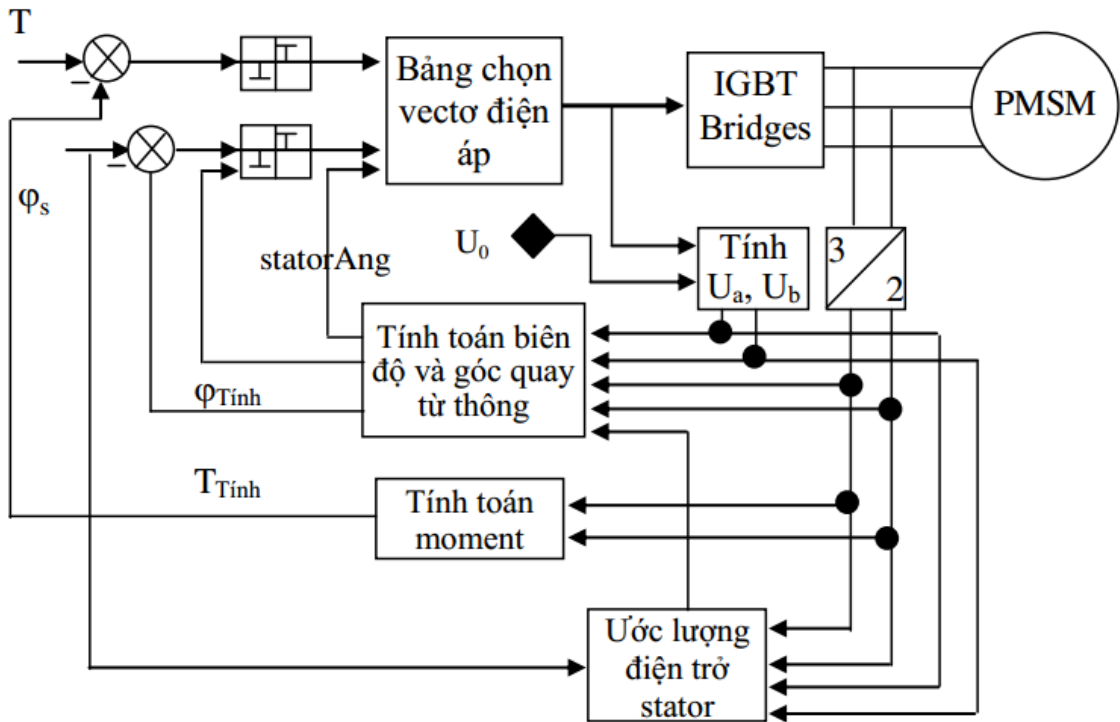 T
Bảng chọn
vectơ điện
áp
IGBT
Bridges
PMSM
φs
statorAng
U0
Tính
Ua, Ub
3
2
Tính toán biên
độ và góc quay
từ thông
φTính
TTính
Tính toán
moment
Ước lượng
điện trở
stator